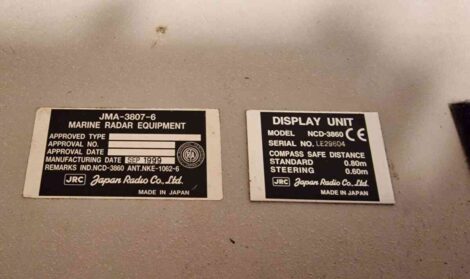 JMA-3807-6
MARINE RADAR EQUIPMENT
APPROVED TYPE
APPROVAL NO.
APPROVAL DATE
MANUFACTURING DATE SEP.1999
REMARKS IND.NCD-3860 ANT.NKE-1062-6
JRC Japan Radio Co., Ltd.
MADE IN JAPAN
DISPLAY UNIT
MODEL NCD-3860 CE
SERIAL NO. LE29604
COMPASS SAFE DISTANCE
STANDARD 0.80m
STEERING 0.60m
JRC Japan Radio Co., Ltd.
MADE IN JAPAN